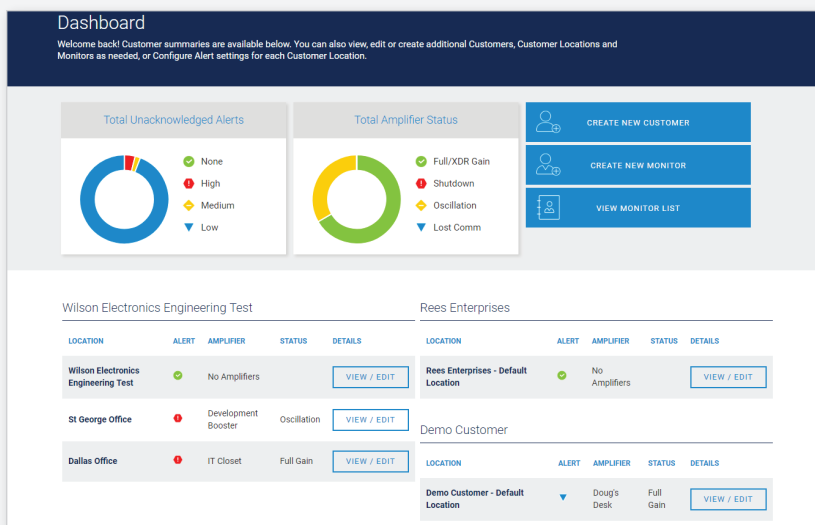 Dashboard
Welcome back! Customer summaries are available below. You can also view, edit or create additional Customers, Customer Locations and
Monitors as needed, or Configure Alert settings for each Customer Location.
Total Unacknowledged Alerts
None
High
Medium
Low
Total Amplifier Status
Full/XDR Gain
Shutdown
Oscillation
Lost Comm
CREATE NEW CUSTOMER
CREATE NEW MONITOR
VIEW MONITOR LIST
Wilson Electronics Engineering Test
LOCATION ALERT AMPLIFIER STATUS DETAILS
Wilson Electronics
Engineering Test
No Amplifiers
VIEW / EDIT
St George Office
Development
Booster
Oscillation
VIEW / EDIT
Dallas Office
IT Closet
Full Gain
VIEW / EDIT
Rees Enterprises
LOCATION ALERT AMPLIFIER STATUS DETAILS
Rees Enterprises - Default
Location
No
Amplifiers
VIEW / EDIT
Demo Customer
LOCATION ALERT AMPLIFIER STATUS DETAILS
Demo Customer - Default
Location
Doug's
Desk
Full
Gain
VIEW / EDIT